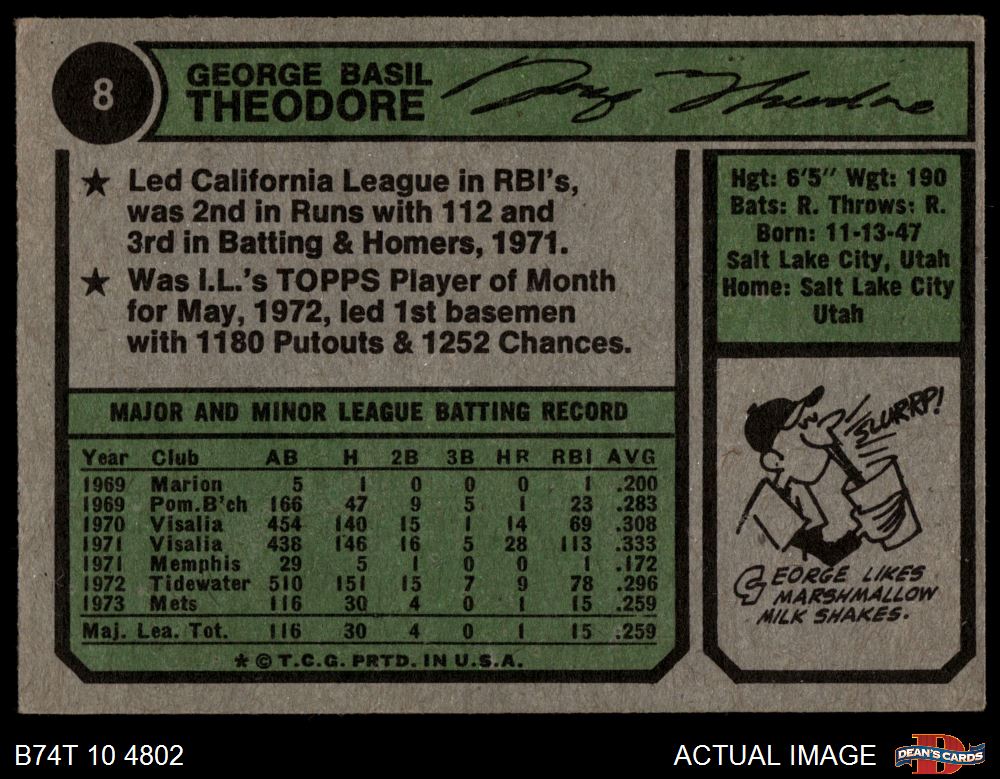 8
GEORGE BASIL
THEODORE
George Theodore
★ Led California League in RBI's,
was 2nd in Runs with 112 and
3rd in Batting & Homers, 1971.
★ Was I.L.'s TOPPS Player of Month
for May, 1972, led 1st basemen
with 1180 Putouts & 1252 Chances.
Hgt: 6'5" Wgt: 190
Bats: R. Throws: R.
Born: 11-13-47
Salt Lake City, Utah
Home: Salt Lake City
Utah
MAJOR AND MINOR LEAGUE BATTING RECORD
Year Club AB H 2B 3B HR RBI AVG
1969 Marion 5 1 0 0 0 1 .200
1969 Pom.B'ch 166 47 9 5 1 23 .283
1970 Visalia 454 140 15 1 14 69 .308
1971 Visalia 438 146 16 5 28 113 .333
1971 Memphis 29 5 1 0 0 1 .172
1972 Tidewater 510 151 15 7 9 78 .296
1973 Mets 116 30 4 0 1 15 .259
Maj. Lea. Tot. 116 30 4 0 1 15 .259
★ © T.C.G. PRTD. IN U.S.A.
SLURRP!
GEORGE LIKES
MARSHMALLOW
MILK SHAKES.
B74T 10 4802
ACTUAL IMAGE
D
DEAN'S CARDS